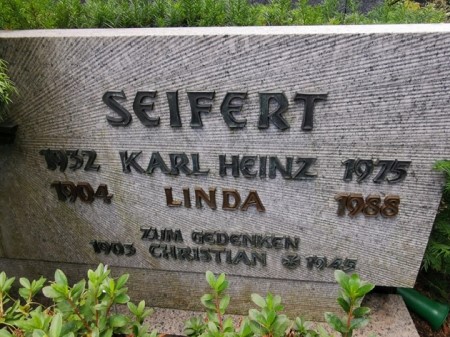 SEIFERT
1932 KARL HEINZ 1975
1904 LINDA 1988
ZUM GEDENKEN
1903 CHRISTIAN 1945